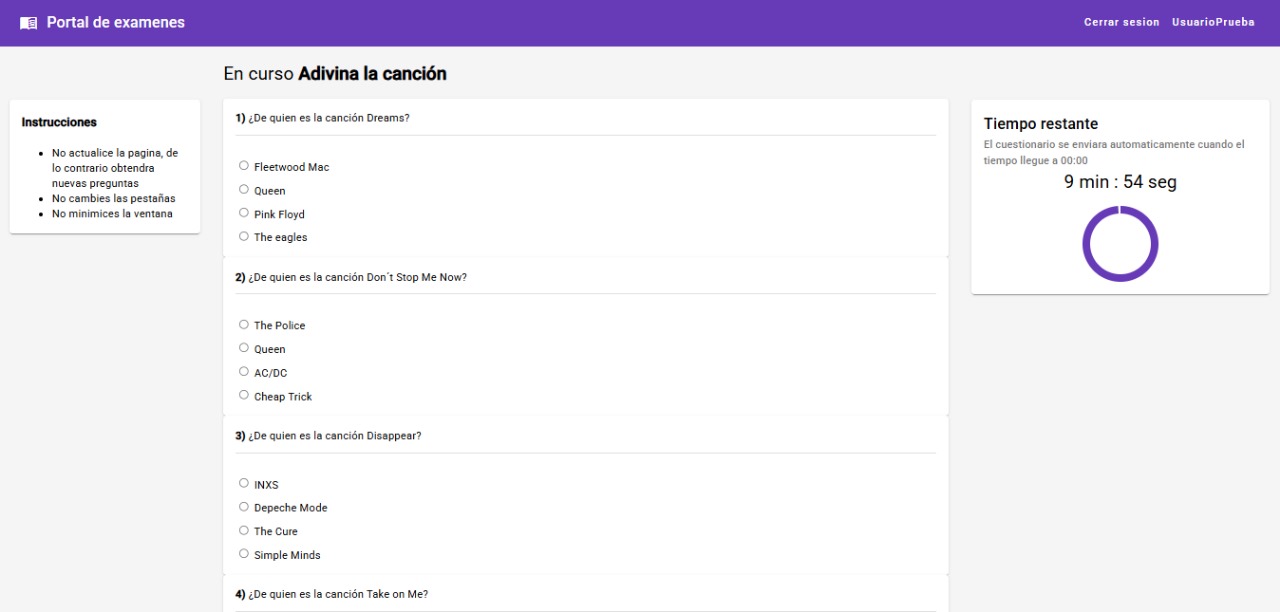 Portal de examenes
Cerrar sesion UsuarioPrueba
En curso Adivina la canción
Instrucciones
No actualice la pagina, de
lo contrario obtendra
nuevas preguntas
No cambies las pestañas
No minimices la ventana
1) ¿De quien es la canción Dreams?
Fleetwood Mac
Queen
Pink Floyd
The eagles
2) ¿De quien es la canción Don´t Stop Me Now?
The Police
Queen
AC/DC
Cheap Trick
3) ¿De quien es la canción Disappear?
INXS
Depeche Mode
The Cure
Simple Minds
4) ¿De quien es la canción Take on Me?
Tiempo restante
El cuestionario se enviara automaticamente cuando el
tiempo llegue a 00:00
9 min : 54 seg